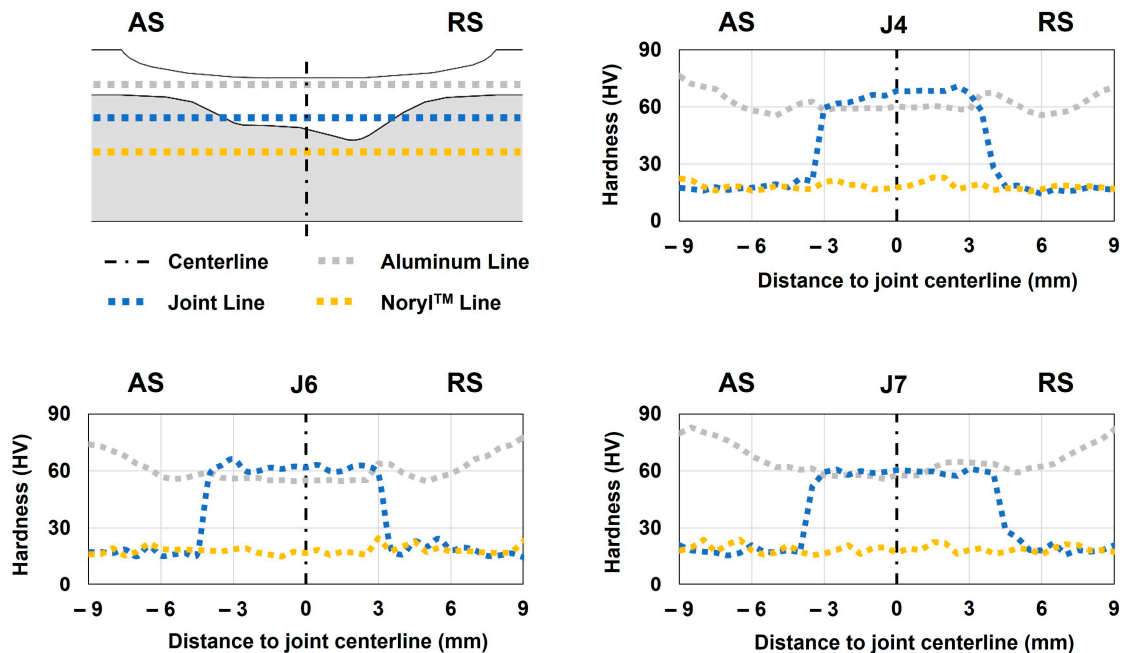 AS RS
Centerline
Aluminum Line
Joint Line
Noryl™ Line
AS J4 RS
Hardness (HV)
90
60
30
0
– 9 – 6 – 3 0 3 6 9
Distance to joint centerline (mm)
AS J6 RS
Hardness (HV)
90
60
30
0
– 9 – 6 – 3 0 3 6 9
Distance to joint centerline (mm)
AS J7 RS
Hardness (HV)
90
60
30
0
– 9 – 6 – 3 0 3 6 9
Distance to joint centerline (mm)